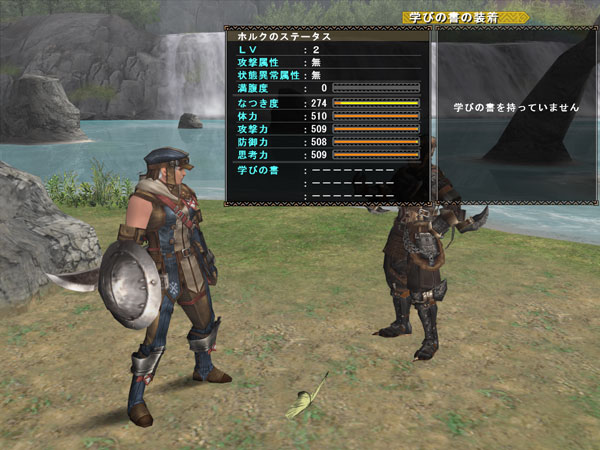 学びの書の装着
ホルクのステータス
LV : 2
攻撃属性 : 無
状態異常属性 : 無
満腹度 : 0
なつき度 : 274
体力 : 510
攻撃力 : 509
防御力 : 508
思考力 : 509
学びの書 : －－－－－－－－
: －－－－－－－－
: －－－－－－－－
学びの書を持っていません